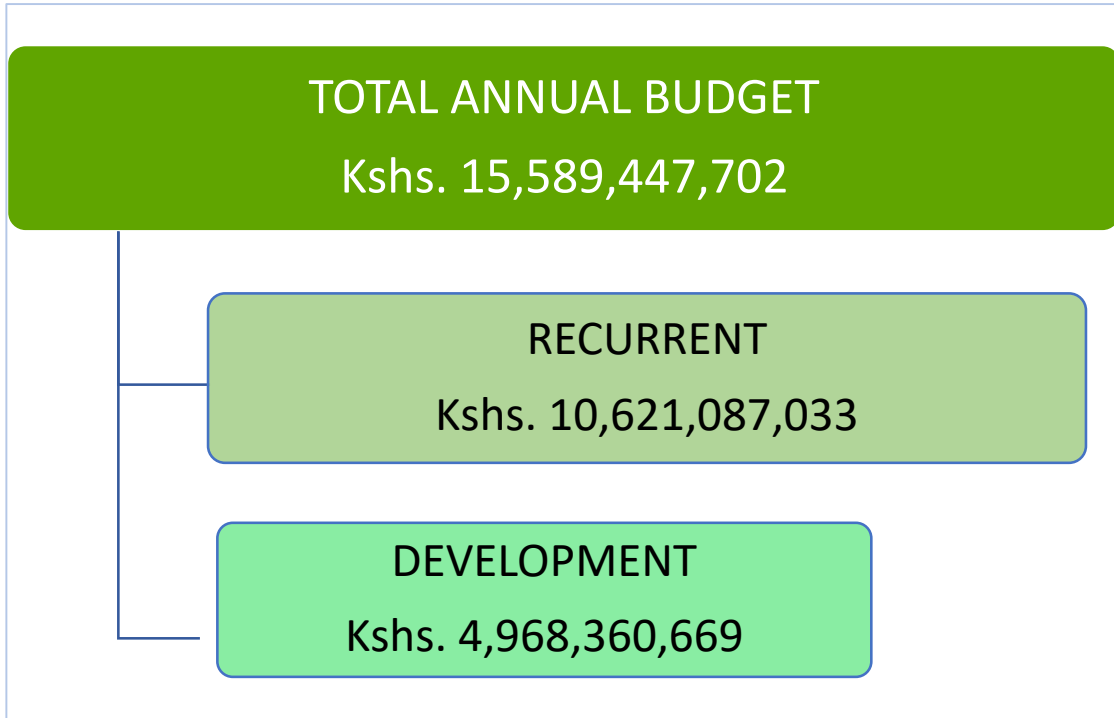 TOTAL ANNUAL BUDGET
Kshs. 15,589,447,702
RECURRENT
Kshs. 10,621,087,033
DEVELOPMENT
Kshs. 4,968,360,669